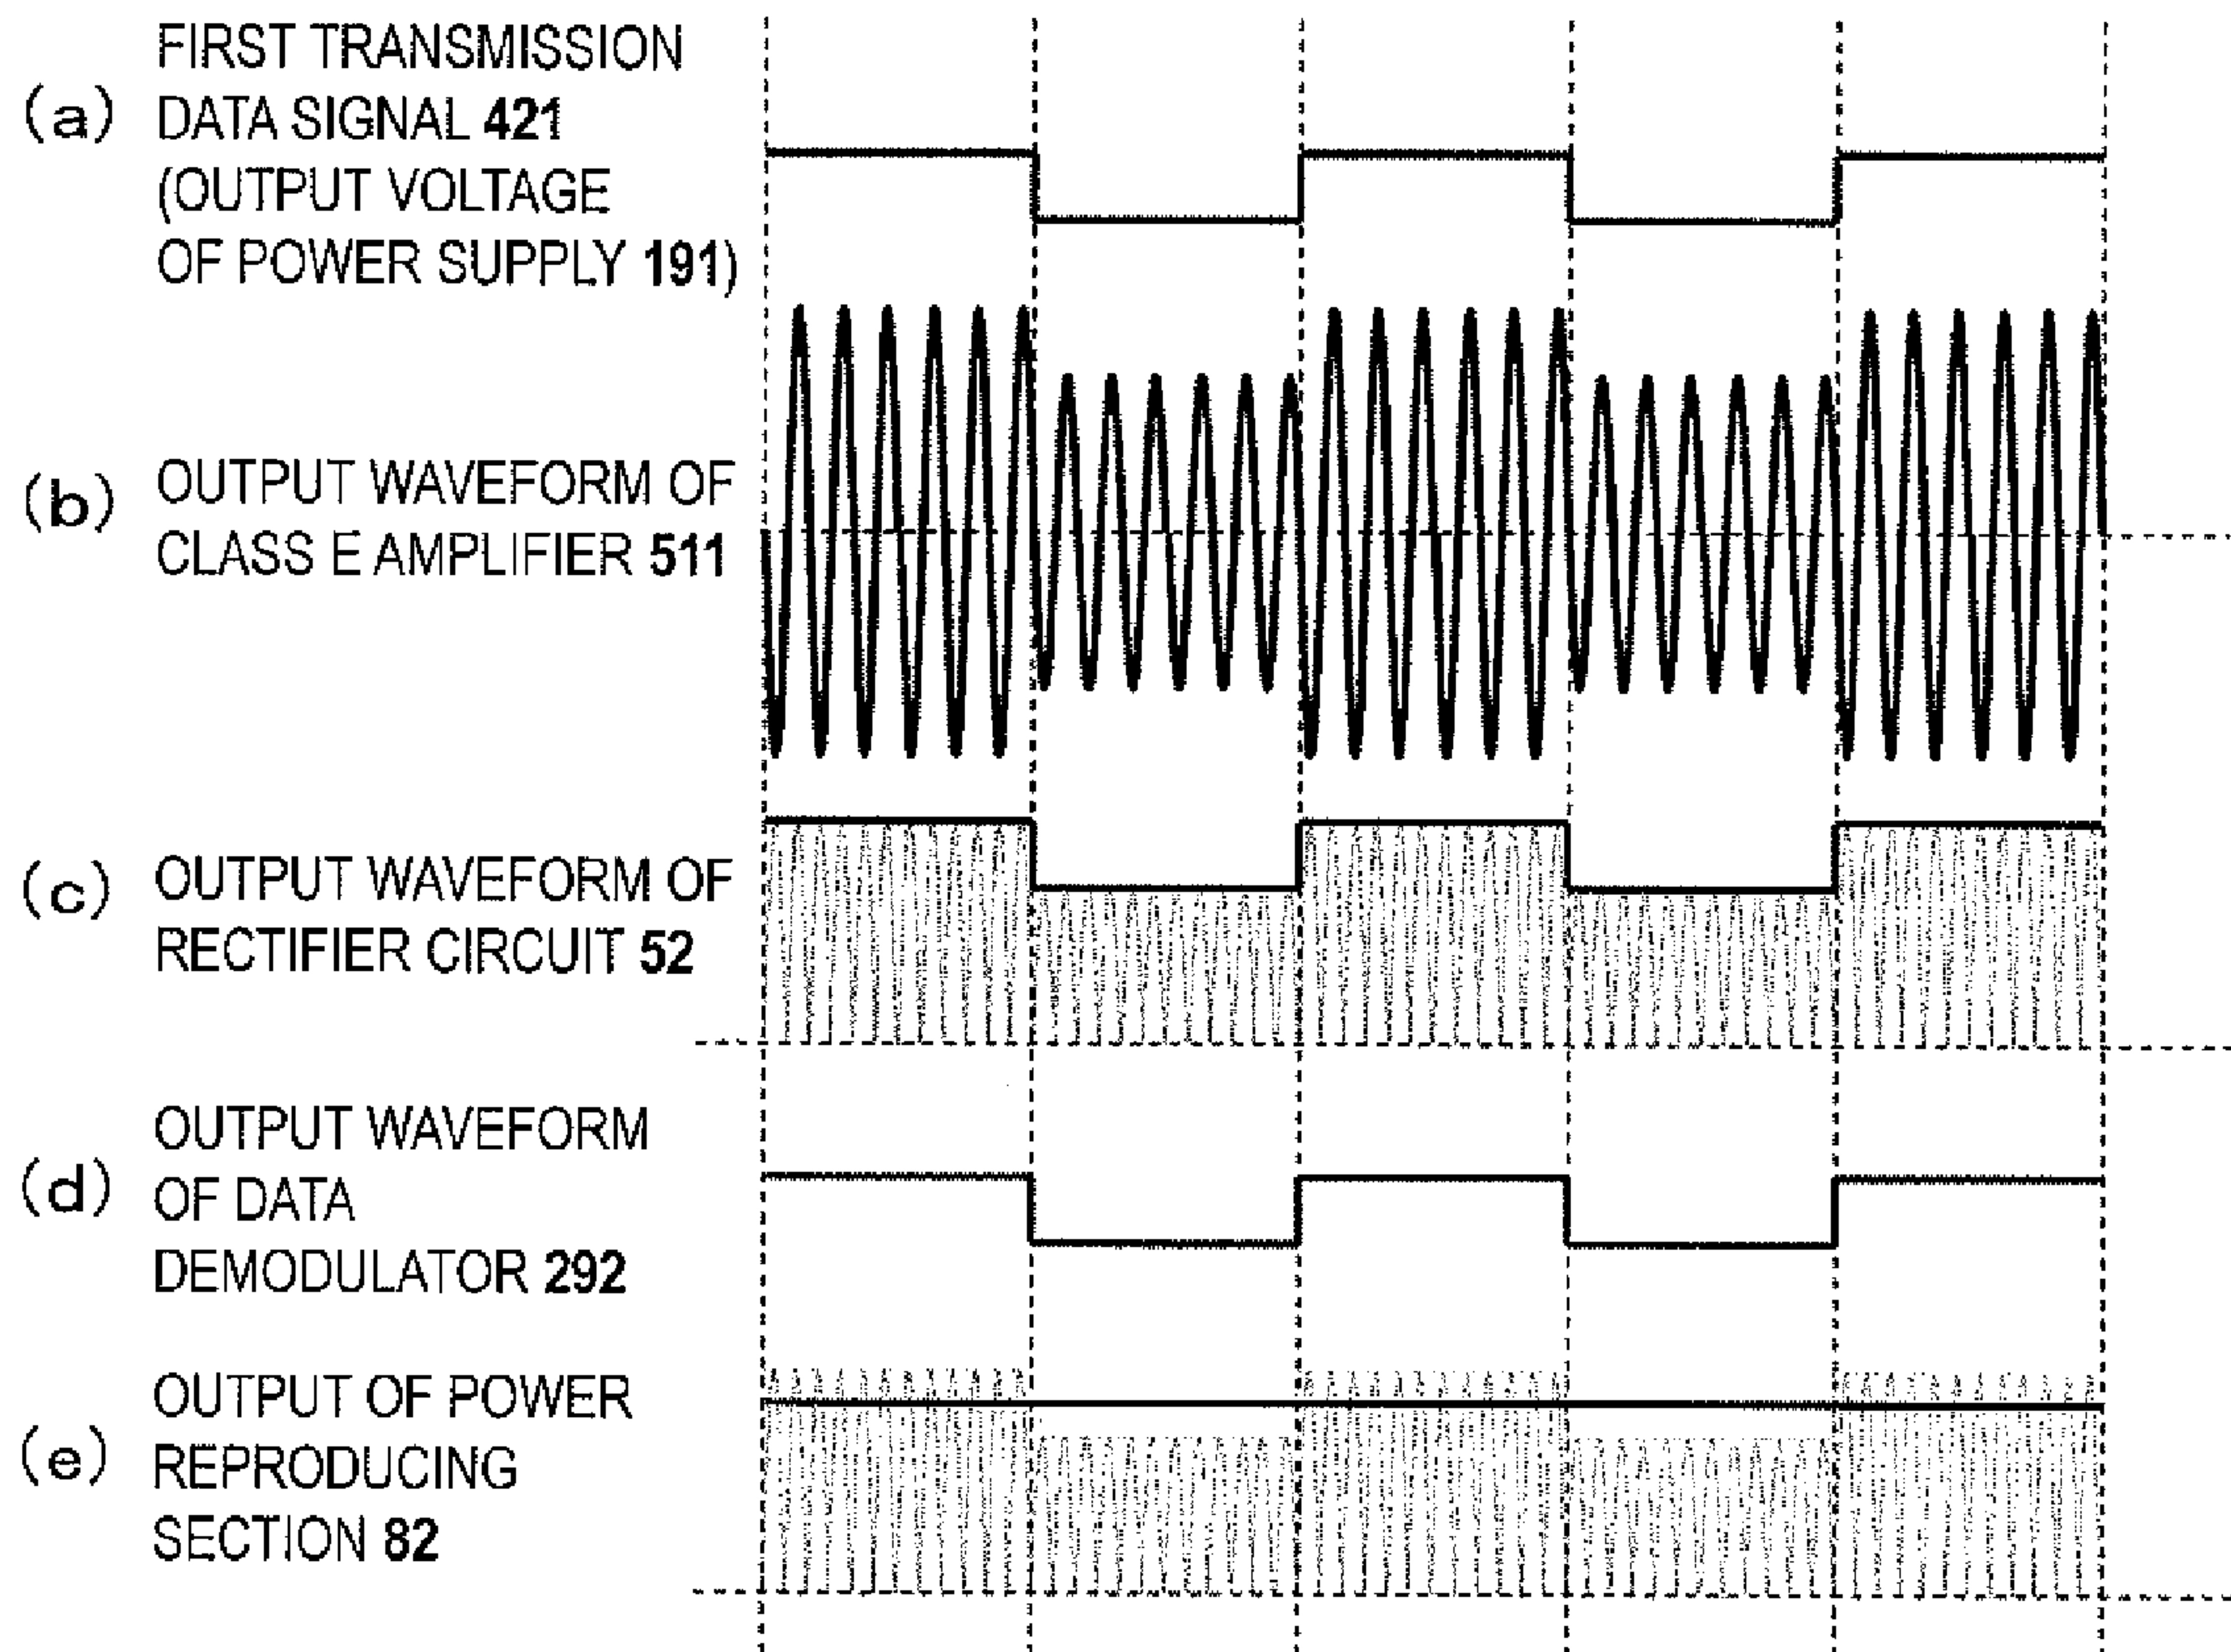 (a) FIRST TRANSMISSION
DATA SIGNAL 421
(OUTPUT VOLTAGE
OF POWER SUPPLY 191)
(b) OUTPUT WAVEFORM OF
CLASS E AMPLIFIER 511
(c) OUTPUT WAVEFORM OF
RECTIFIER CIRCUIT 52
(d) OUTPUT WAVEFORM
OF DATA
DEMODULATOR 292
(e) OUTPUT OF POWER
REPRODUCING
SECTION 82